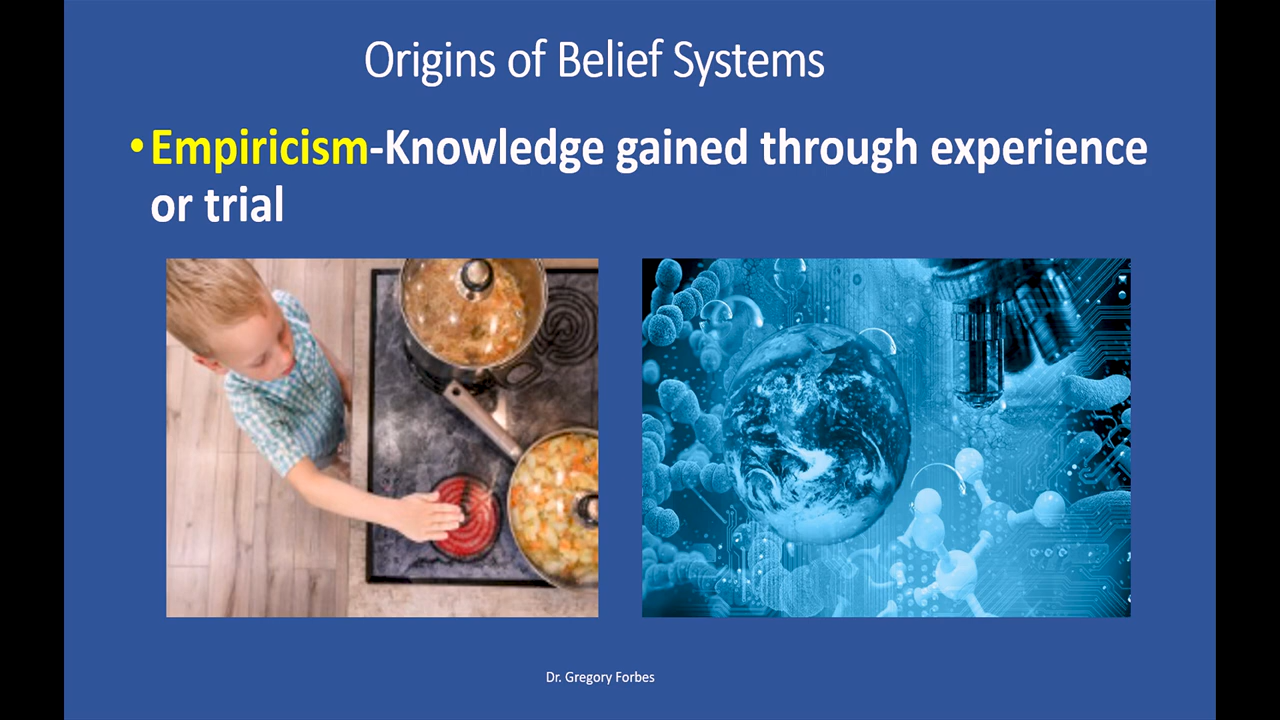 Origins of Belief Systems
•Empiricism-Knowledge gained through experience
or trial
Dr. Gregory Forbes